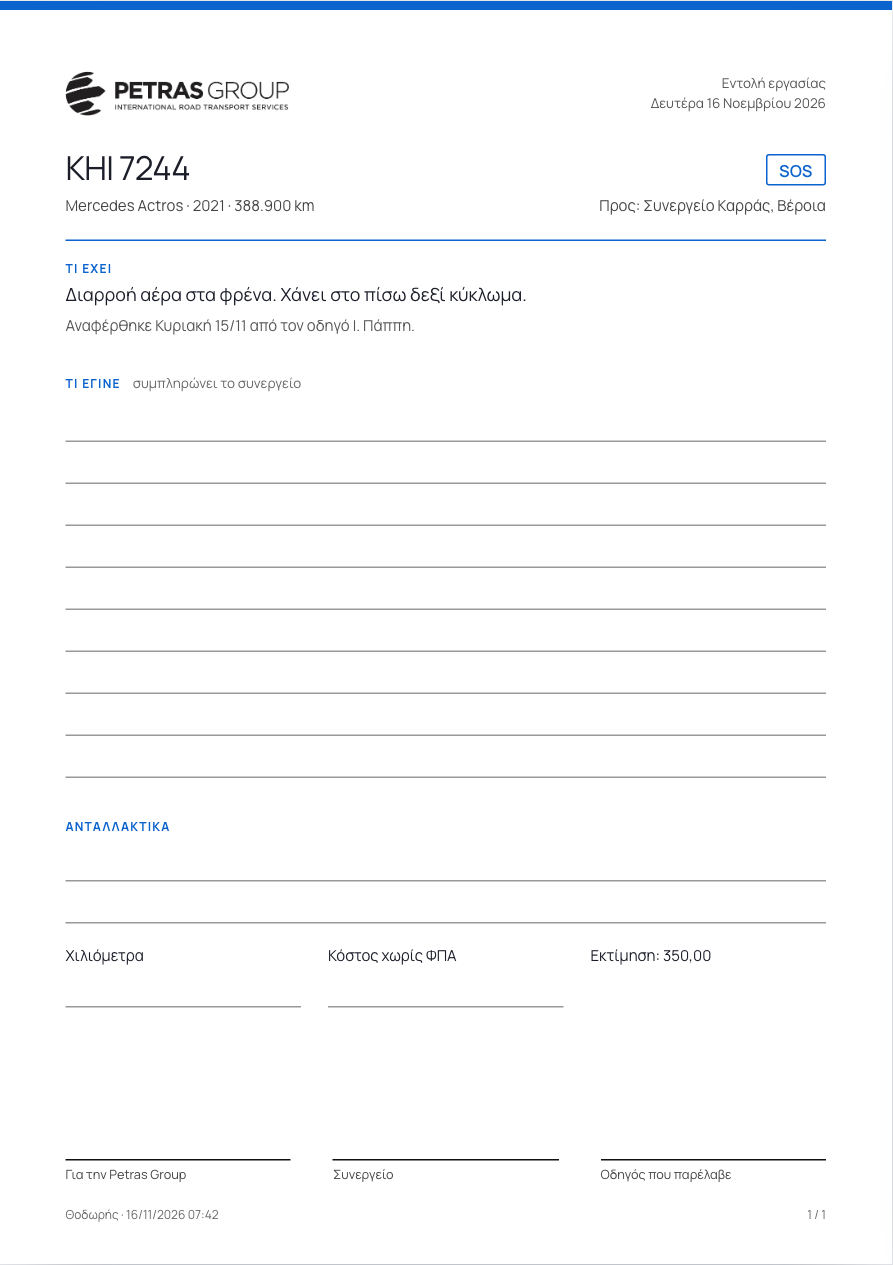 PETRAS GROUP
INTERNATIONAL ROAD TRANSPORT SERVICES
Εντολή εργασίας
Δευτέρα 16 Νοεμβρίου 2026
ΚΗΙ 7244
SOS
Mercedes Actros · 2021 · 388.900 km
Προς: Συνεργείο Καρράς, Βέροια
ΤΙ ΕΧΕΙ
Διαρροή αέρα στα φρένα. Χάνει στο πίσω δεξί κύκλωμα.
Αναφέρθηκε Κυριακή 15/11 από τον οδηγό Ι. Πάππη.
ΤΙ ΕΓΙΝΕ συμπληρώνει το συνεργείο
ΑΝΤΑΛΛΑΚΤΙΚΑ
Χιλιόμετρα
Κόστος χωρίς ΦΠΑ
Εκτίμηση: 350,00
Για την Petras Group
Συνεργείο
Οδηγός που παρέλαβε
Θοδωρής · 16/11/2026 07:42
1 / 1